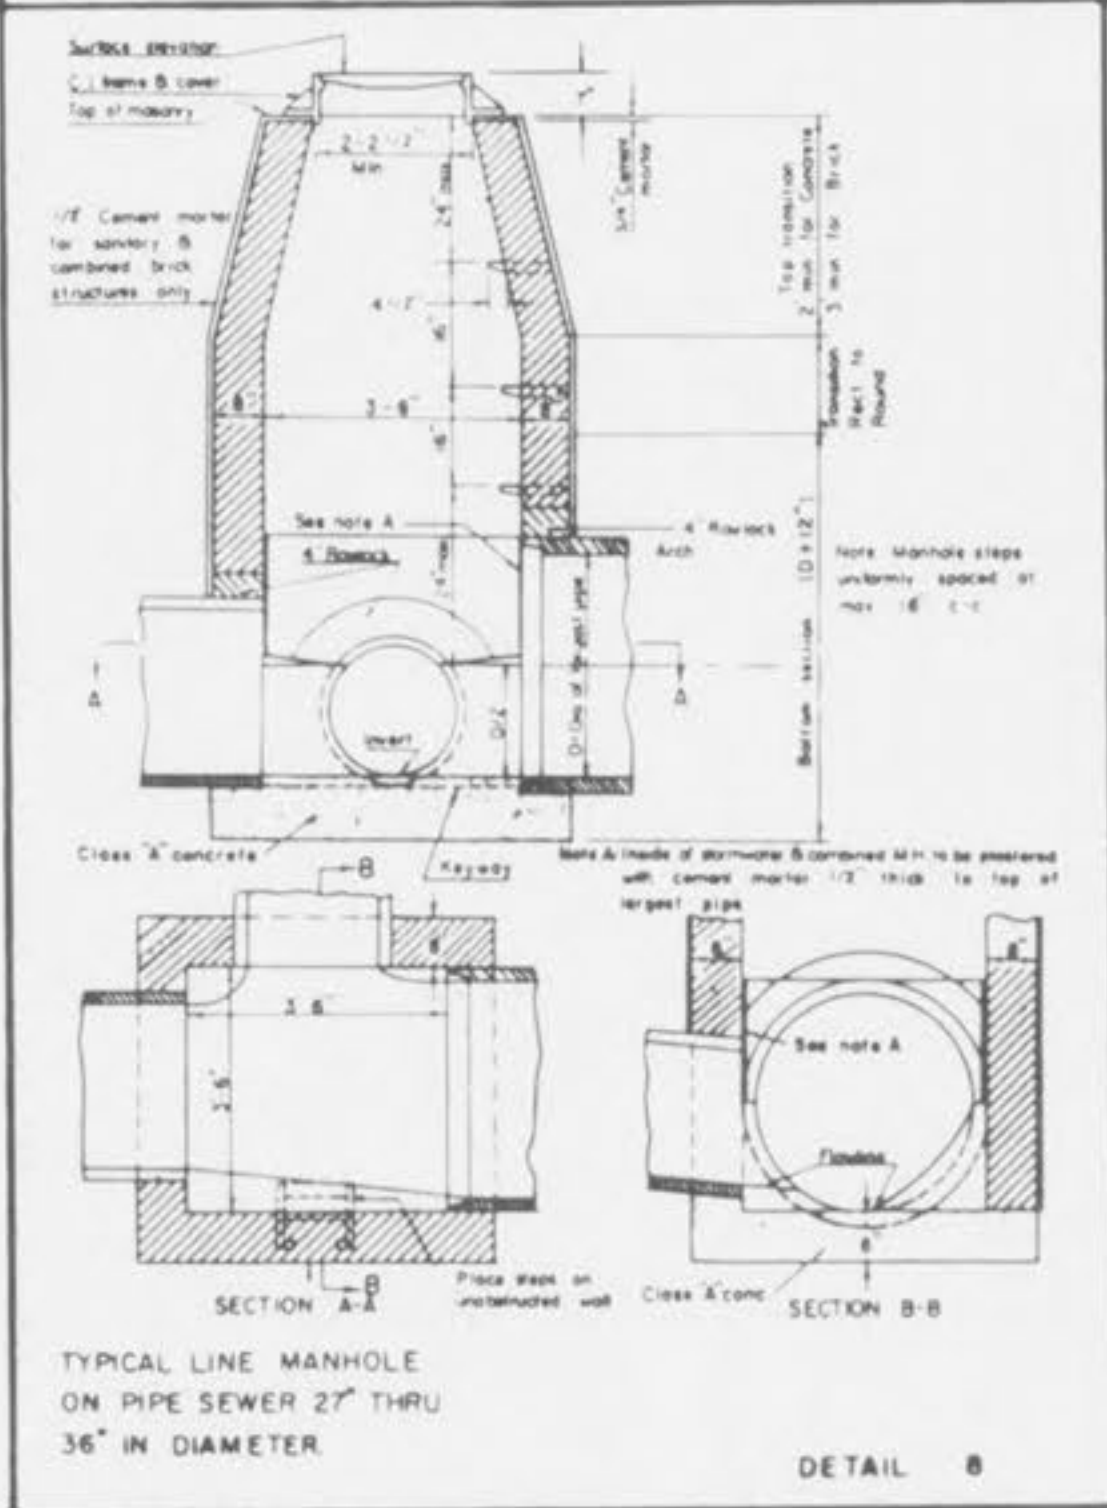 Surface elevation
C.I. frame & cover
Top of masonry
2'-2 1/2"
Min
24" max
3/4" Cement
mortar
Top transition
2' min for Concrete
3' min for Brick
1/2" Cement mortar
for sanitary &
combined brick
structures only
16"
Transition
Rect to
Round
8"
16"
See note A
4" Rowlock
4" Rowlock
Arch
24" max
Note Manhole steps
uniformly spaced at
max 16" c-c
Bottom section (D+12")
A
A
D/2
D=Dia of largest pipe
Invert
Class "A" concrete
Keyway
Note A: Inside of stormwater & combined M.H. to be plastered
with cement mortar 1/2" thick to top of
largest pipe
B
8"
8"
8"
3'-6"
See note A
Flowline
6"
B
Place steps on
unobstructed wall
Class "A" conc
SECTION A-A
SECTION B-B
TYPICAL LINE MANHOLE
ON PIPE SEWER 27" THRU
36" IN DIAMETER
DETAIL 8